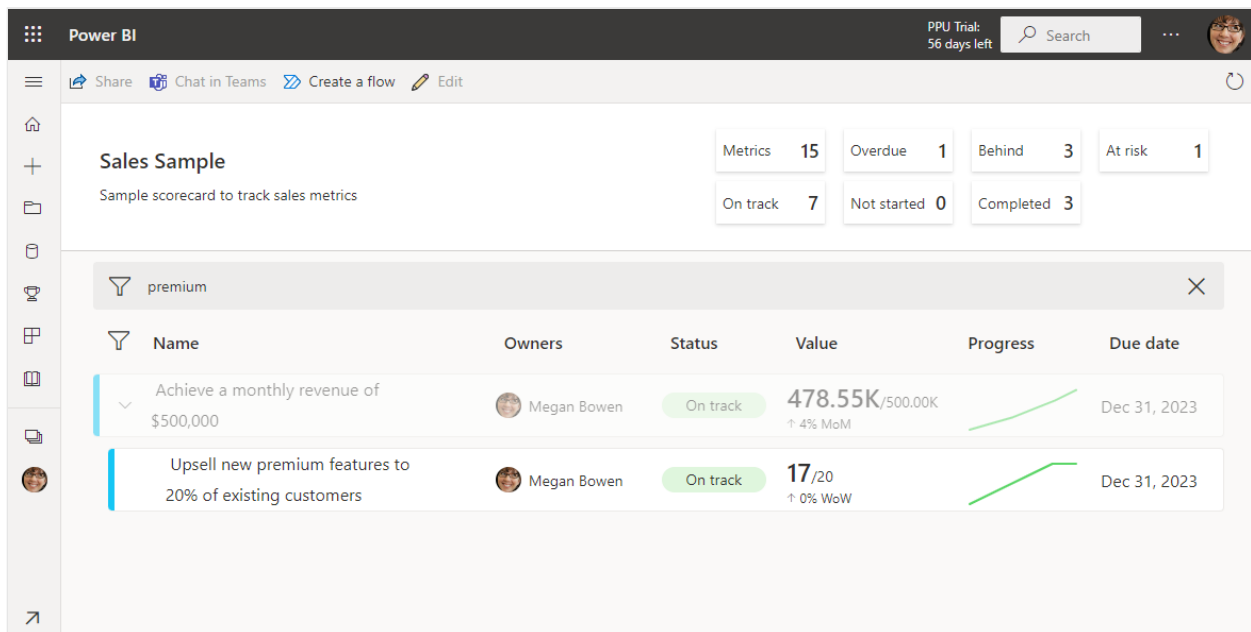 Power BI
PPU Trial:
56 days left
Search
Share Chat in Teams Create a flow Edit
Sales Sample
Sample scorecard to track sales metrics
Metrics 15 Overdue 1 Behind 3 At risk 1
On track 7 Not started 0 Completed 3
premium
Name Owners Status Value Progress Due date
Achieve a monthly revenue of
$500,000
Megan Bowen On track 478.55K/500.00K Dec 31, 2023
↑ 4% MoM
Upsell new premium features to
20% of existing customers
Megan Bowen On track 17/20 Dec 31, 2023
↑ 0% WoW